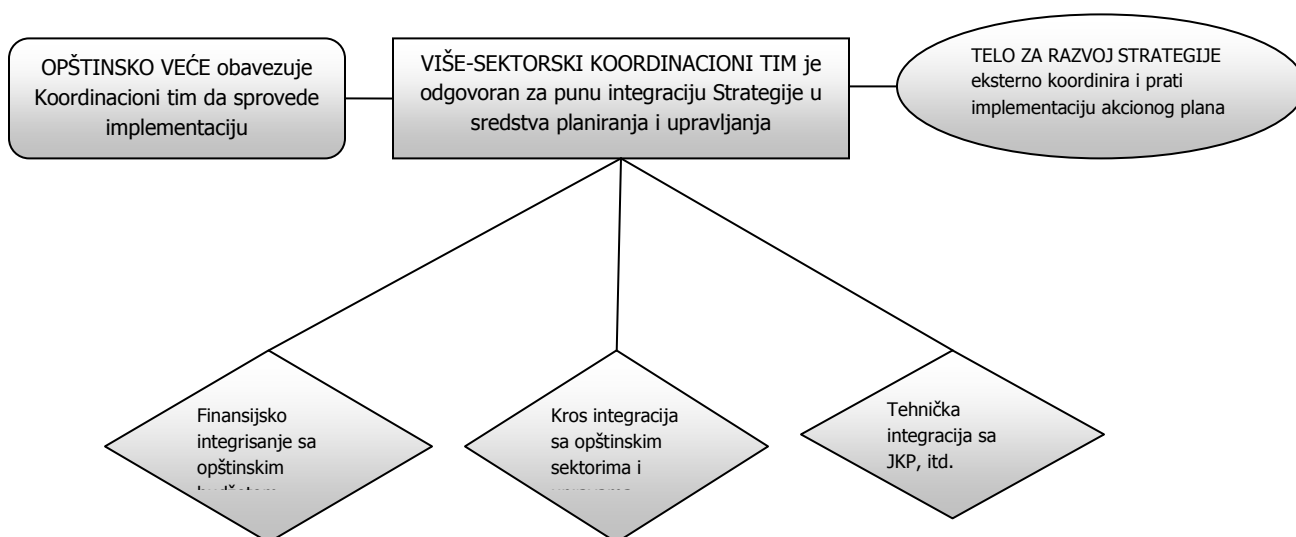 OPŠTINSKO VEĆE obavezuje
Koordinacioni tim da sprovede
implementaciju
VIŠE-SEKTORSKI KOORDINACIONI TIM je
odgovoran za punu integraciju Strategije u
sredstva planiranja i upravljanja
TELO ZA RAZVOJ STRATEGIJE
eksterno koordinira i prati
implementaciju akcionog plana
Finansijsko
integrisanje sa
opštinskim
Kros integracija
sa opštinskim
sektorima i
Tehnička
integracija sa
JKP, itd.